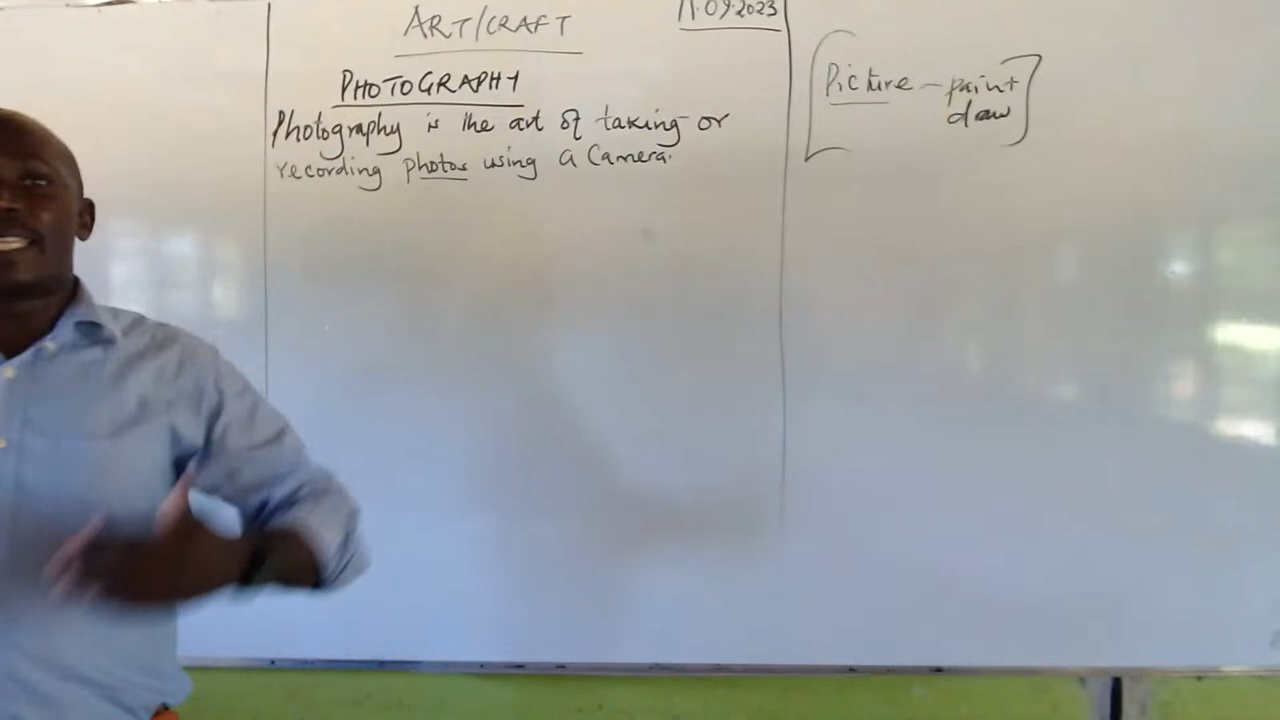 ART/CRAFT
11.09.2023
PHOTOGRAPHY
Photography is the art of taking or
recording photos using a Camera.
Picture - paint
draw